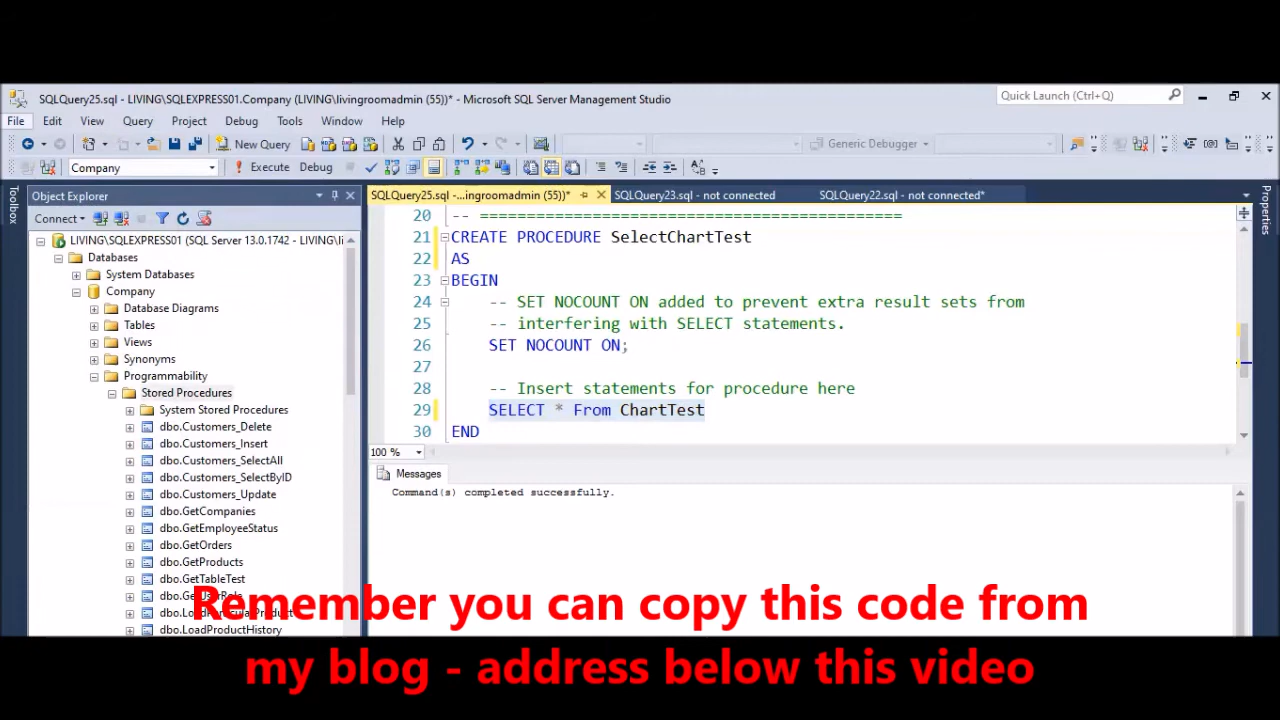 SQLQuery25.sql - LIVING\SQLEXPRESS01.Company (LIVING\livingroomadmin (55))* - Microsoft SQL Server Management Studio
Quick Launch (Ctrl+Q)
File Edit View Query Project Debug Tools Window Help
New Query
Generic Debugger
Company
Execute Debug
Toolbox
Object Explorer
SQLQuery25.sql -...ingroomadmin (55))* SQLQuery23.sql - not connected SQLQuery22.sql - not connected*
Properties
Connect
LIVING\SQLEXPRESS01 (SQL Server 13.0.1742 - LIVING\li
Databases
System Databases
Company
Database Diagrams
Tables
Views
Synonyms
Programmability
Stored Procedures
System Stored Procedures
dbo.Customers_Delete
dbo.Customers_Insert
dbo.Customers_SelectAll
dbo.Customers_SelectByID
dbo.Customers_Update
dbo.GetCompanies
dbo.GetEmployeeStatus
dbo.GetOrders
dbo.GetProducts
dbo.GetTableTest
dbo.LoadProductHistory
20 -- =============================================
21 CREATE PROCEDURE SelectChartTest
22 AS
23 BEGIN
24 -- SET NOCOUNT ON added to prevent extra result sets from
25 -- interfering with SELECT statements.
26 SET NOCOUNT ON;
27
28 -- Insert statements for procedure here
29 SELECT * From ChartTest
30 END
100 %
Messages
Command(s) completed successfully.
Remember you can copy this code from
my blog - address below this video